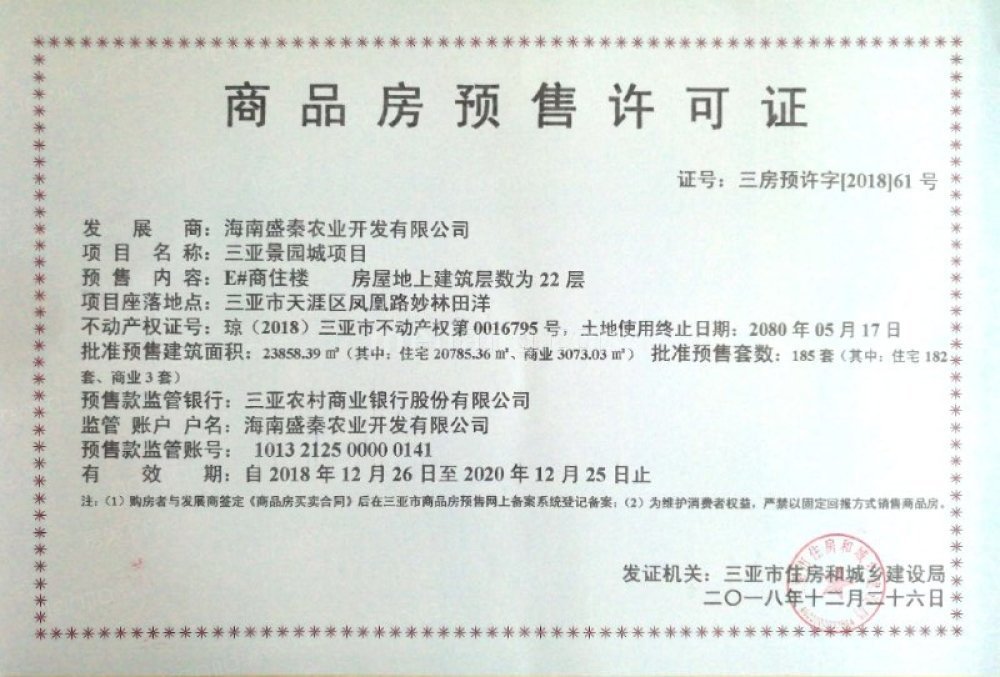 商品房预售许可证
证号：三房预许字[2018]61 号
发 展 商：海南盛秦农业开发有限公司
项 目 名 称：三亚景园城项目
预 售 内 容：E#商住楼 房屋地上建筑层数为 22 层
项目座落地点：三亚市天涯区凤凰路妙林田洋
不动产权证号：琼（2018）三亚市不动产权第 0016795 号，土地使用终止日期：2080 年 05 月 17 日
批准预售建筑面积：23858.39 ㎡（其中：住宅 20785.36 ㎡、商业 3073.03 ㎡） 批准预售套数：185 套（其中：住宅 182
套、商业 3 套）
预售款监管银行：三亚农村商业银行股份有限公司
监管 账户 户名：海南盛秦农业开发有限公司
预售款监管账号： 1013 2125 0000 0141
有 效 期：自 2018 年 12 月 26 日至 2020 年 12 月 25 日止
注：（1）购房者与发展商签定《商品房买卖合同》后在三亚市商品房预售网上备案系统登记备案；（2）为维护消费者权益，严禁以固定回报方式销售商品房。
发证机关：三亚市住房和城乡建设局
二〇一八年十二月二十六日